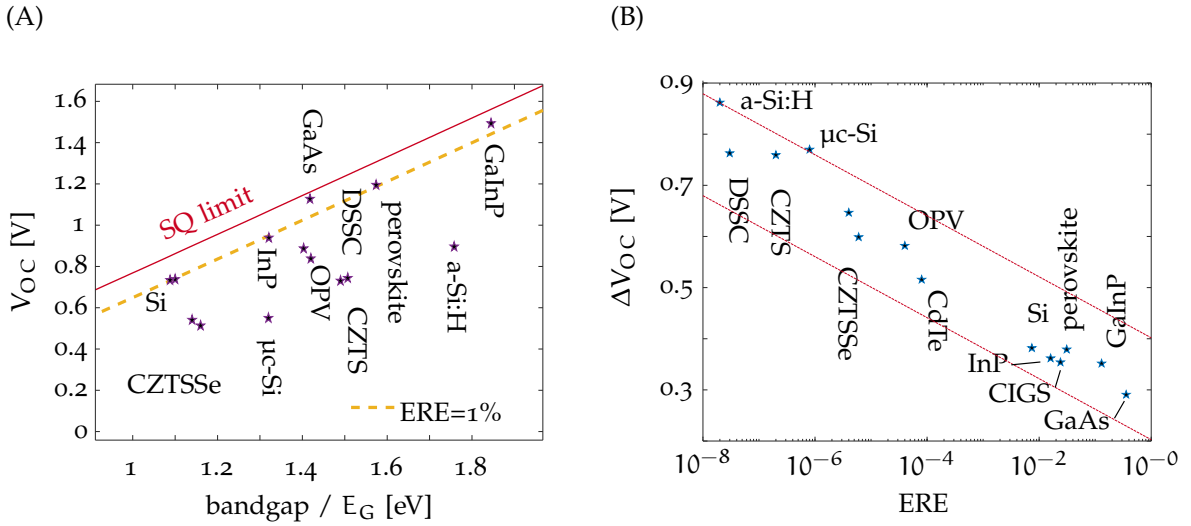 (A)
(B)
1.6
1.4
1.2
1
0.8
0.6
0.4
0.2
0
V_OC [V]
SQ limit
GaAs
DSSC
perovskite
GaInP
InP
OPV
a-Si:H
Si
µc-Si
CZTS
CZTSSe
ERE=1%
1 1.2 1.4 1.6 1.8
bandgap / E_G [eV]
0.9
0.7
0.5
0.3
ΔV_OC [V]
a-Si:H
µc-Si
DSSC
CZTS
OPV
CZTSSe
CdTe
Si
perovskite
GaInP
InP
CIGS
GaAs
10⁻⁸ 10⁻⁶ 10⁻⁴ 10⁻² 10⁻⁰
ERE